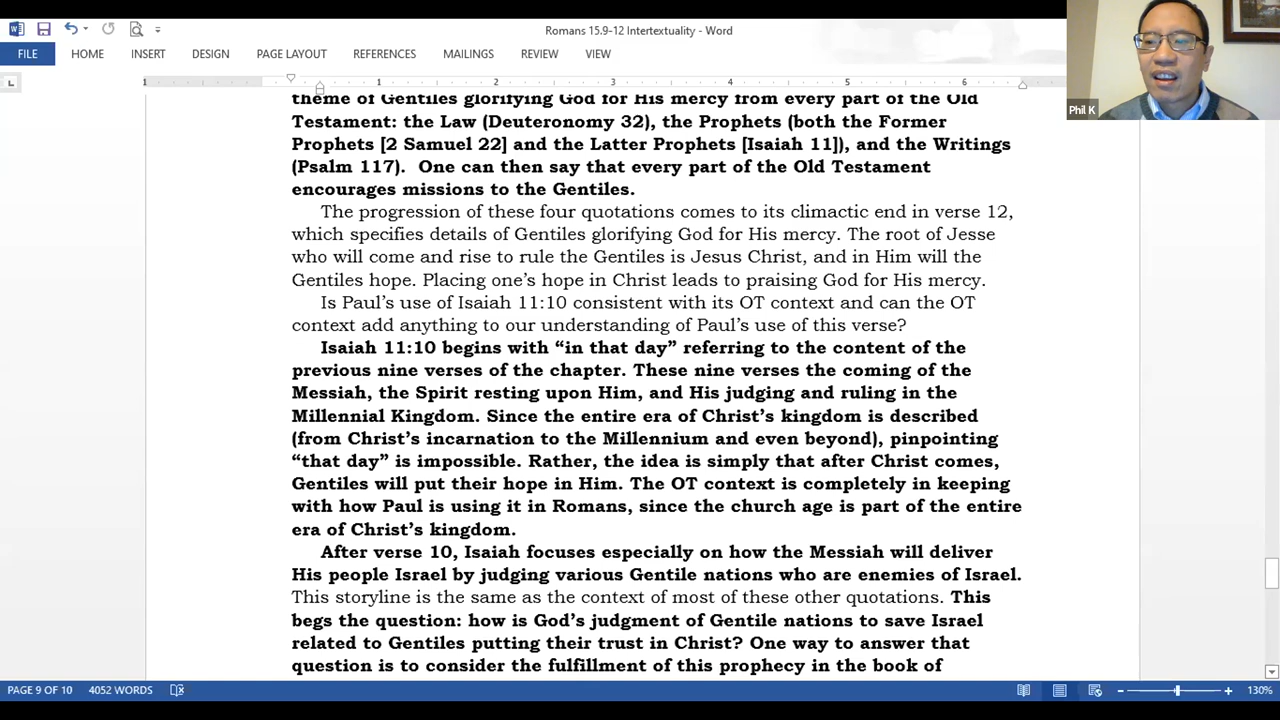 Romans 15.9-12 Intertextuality - Word
FILE HOME INSERT DESIGN PAGE LAYOUT REFERENCES MAILINGS REVIEW VIEW
1 1 2 3 4 5 6
Phil K
theme of Gentiles glorifying God for His mercy from every part of the Old
Testament: the Law (Deuteronomy 32), the Prophets (both the Former
Prophets [2 Samuel 22] and the Latter Prophets [Isaiah 11]), and the Writings
(Psalm 117). One can then say that every part of the Old Testament
encourages missions to the Gentiles.
The progression of these four quotations comes to its climactic end in verse 12,
which specifies details of Gentiles glorifying God for His mercy. The root of Jesse
who will come and rise to rule the Gentiles is Jesus Christ, and in Him will the
Gentiles hope. Placing one's hope in Christ leads to praising God for His mercy.
Is Paul's use of Isaiah 11:10 consistent with its OT context and can the OT
context add anything to our understanding of Paul's use of this verse?
Isaiah 11:10 begins with “in that day” referring to the content of the
previous nine verses of the chapter. These nine verses the coming of the
Messiah, the Spirit resting upon Him, and His judging and ruling in the
Millennial Kingdom. Since the entire era of Christ's kingdom is described
(from Christ's incarnation to the Millennium and even beyond), pinpointing
“that day” is impossible. Rather, the idea is simply that after Christ comes,
Gentiles will put their hope in Him. The OT context is completely in keeping
with how Paul is using it in Romans, since the church age is part of the entire
era of Christ's kingdom.
After verse 10, Isaiah focuses especially on how the Messiah will deliver
His people Israel by judging various Gentile nations who are enemies of Israel.
This storyline is the same as the context of most of these other quotations. This
begs the question: how is God's judgment of Gentile nations to save Israel
related to Gentiles putting their trust in Christ? One way to answer that
question is to consider the fulfillment of this prophecy in the book of
PAGE 9 OF 10 4052 WORDS 130%